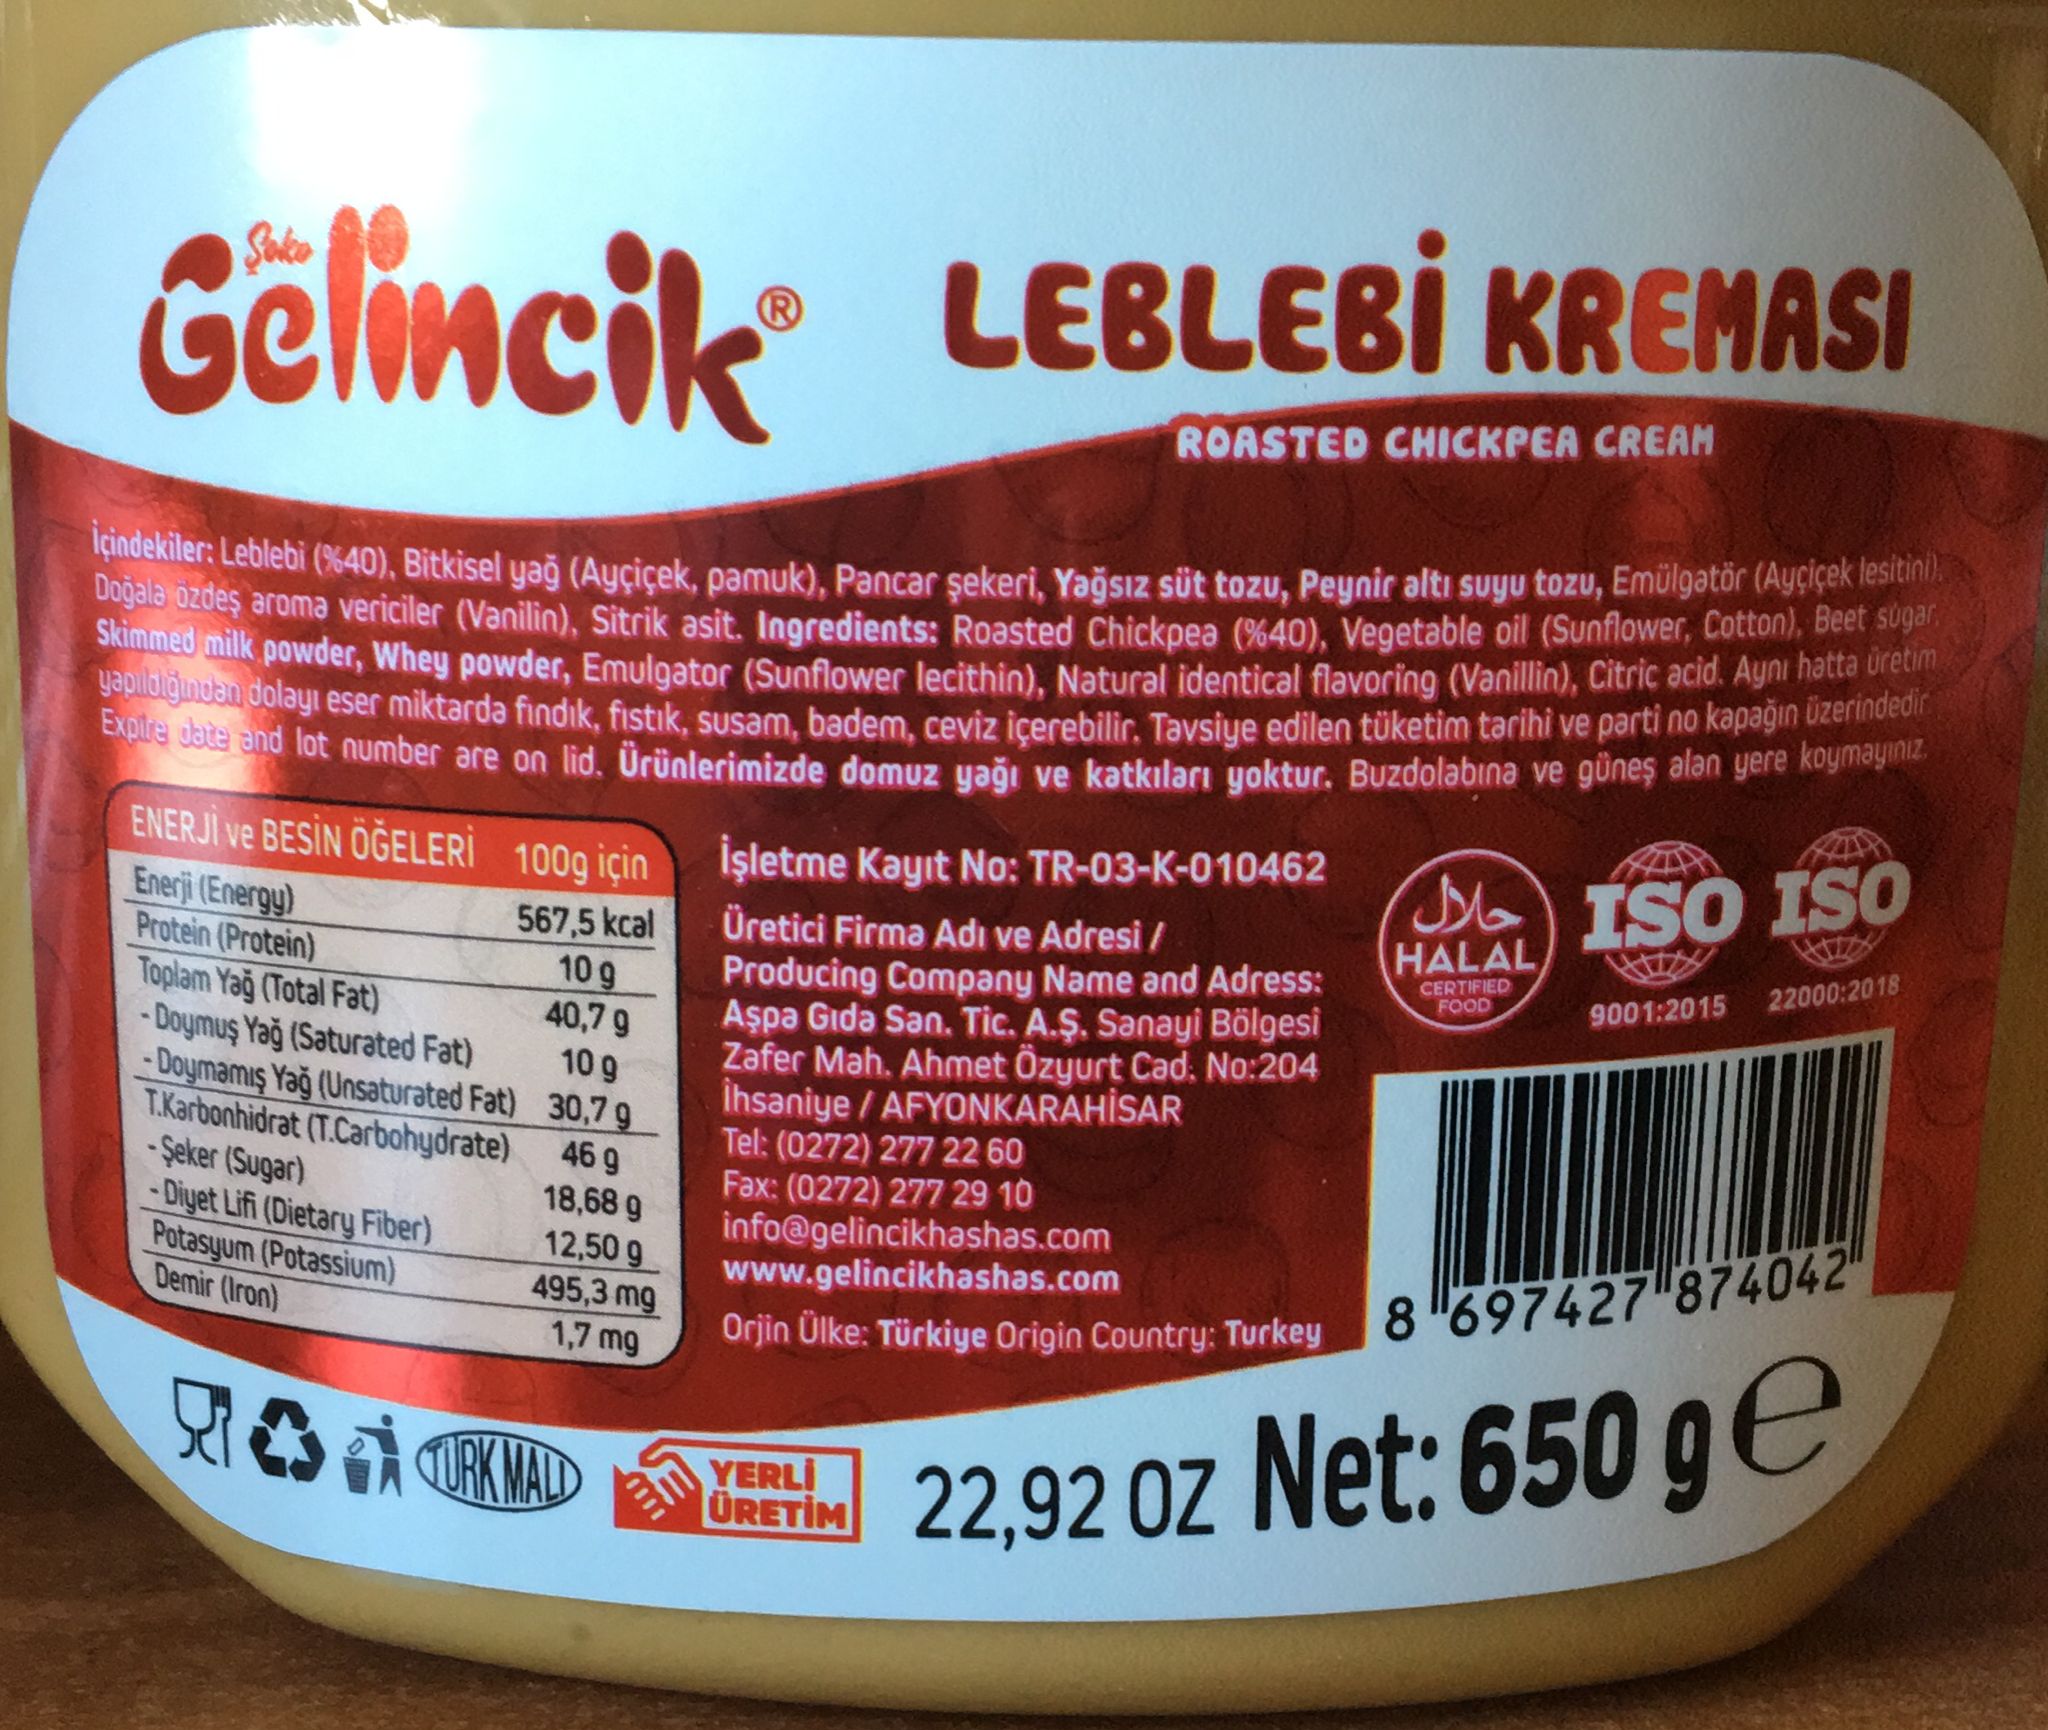 Şoko
Gelincik®
LEBLEBİ KREMASI
ROASTED CHICKPEA CREAM
İçindekiler: Leblebi (%40), Bitkisel yağ (Ayçiçek, pamuk), Pancar şekeri, Yağsız süt tozu, Peynir altı suyu tozu, Emülgatör (Ayçiçek lesitini),
Doğala özdeş aroma vericiler (Vanilin), Sitrik asit. Ingredients: Roasted Chickpea (%40), Vegetable oil (Sunflower, Cotton), Beet sugar,
Skimmed milk powder, Whey powder, Emulgator (Sunflower lecithin), Natural identical flavoring (Vanillin), Citric acid. Aynı hatta üretim
yapıldığından dolayı eser miktarda fındık, fıstık, susam, badem, ceviz içerebilir. Tavsiye edilen tüketim tarihi ve parti no kapağın üzerindedir.
Expire date and lot number are on lid. Ürünlerimizde domuz yağı ve katkıları yoktur. Buzdolabına ve güneş alan yere koymayınız.
ENERJİ ve BESİN ÖĞELERİ 100g için
Enerji (Energy) 567,5 kcal
Protein (Protein) 10 g
Toplam Yağ (Total Fat) 40,7 g
- Doymuş Yağ (Saturated Fat) 10 g
- Doymamış Yağ (Unsaturated Fat) 30,7 g
T.Karbonhidrat (T.Carbohydrate) 46 g
- Şeker (Sugar) 18,68 g
- Diyet Lifi (Dietary Fiber) 12,50 g
Potasyum (Potassium) 495,3 mg
Demir (Iron) 1,7 mg
İşletme Kayıt No: TR-03-K-010462
Üretici Firma Adı ve Adresi /
Producing Company Name and Adress:
Aşpa Gıda San. Tic. A.Ş. Sanayi Bölgesi
Zafer Mah. Ahmet Özyurt Cad. No:204
İhsaniye / AFYONKARAHİSAR
Tel: (0272) 277 22 60
Fax: (0272) 277 29 10
info@gelincikhashas.com
www.gelincikhashas.com
Orjin Ülke: Türkiye Origin Country: Turkey
حلال
HALAL
CERTIFIED
FOOD
ISO
9001:2015
ISO
22000:2018
8 697427 874042
TÜRK MALI
YERLİ
ÜRETİM
22,92 OZ Net: 650 g e